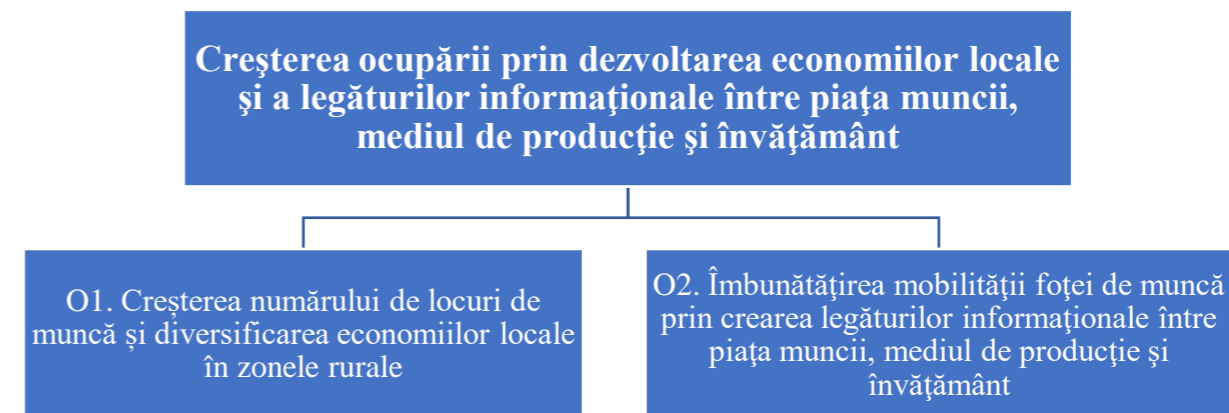 Creşterea ocupării prin dezvoltarea economiilor locale
şi a legăturilor informaţionale între piaţa muncii,
mediul de producţie şi învăţământ
O1. Creșterea numărului de locuri de
muncă și diversificarea economiilor locale
în zonele rurale
O2. Îmbunătăţirea mobilităţii foţei de muncă
prin crearea legăturilor informaţionale între
piaţa muncii, mediul de producţie şi
învăţământ